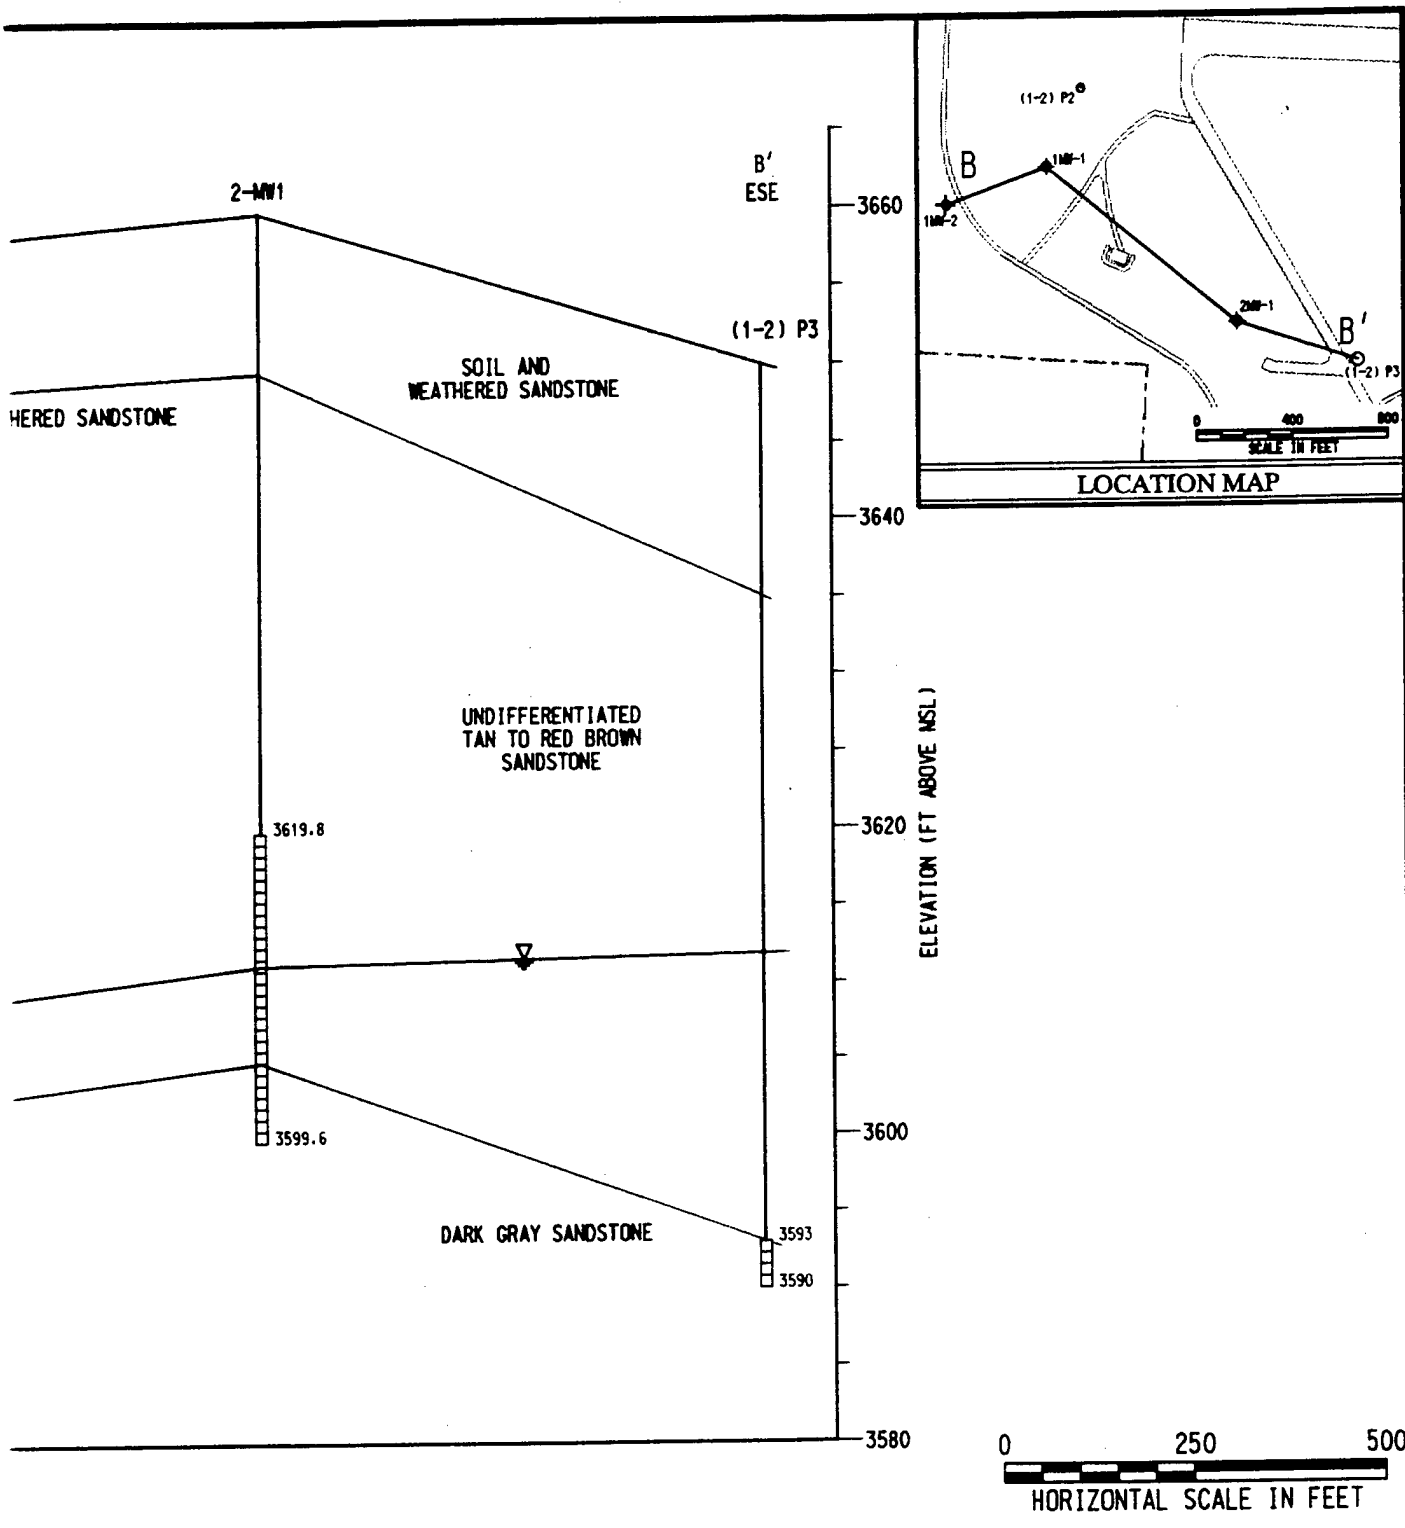 2-MW1
B'
ESE
(1-2) P3
SOIL AND
WEATHERED SANDSTONE
HERED SANDSTONE
UNDIFFERENTIATED
TAN TO RED BROWN
SANDSTONE
3619.8
3599.6
DARK GRAY SANDSTONE
3593
3590
3660
3640
3620
3600
3580
ELEVATION (FT ABOVE MSL)
(1-2) P2
B
1MW-1
1MW-2
2MW-1
B'
(1-2) P3
0 400 800
SCALE IN FEET
LOCATION MAP
0 250 500
HORIZONTAL SCALE IN FEET